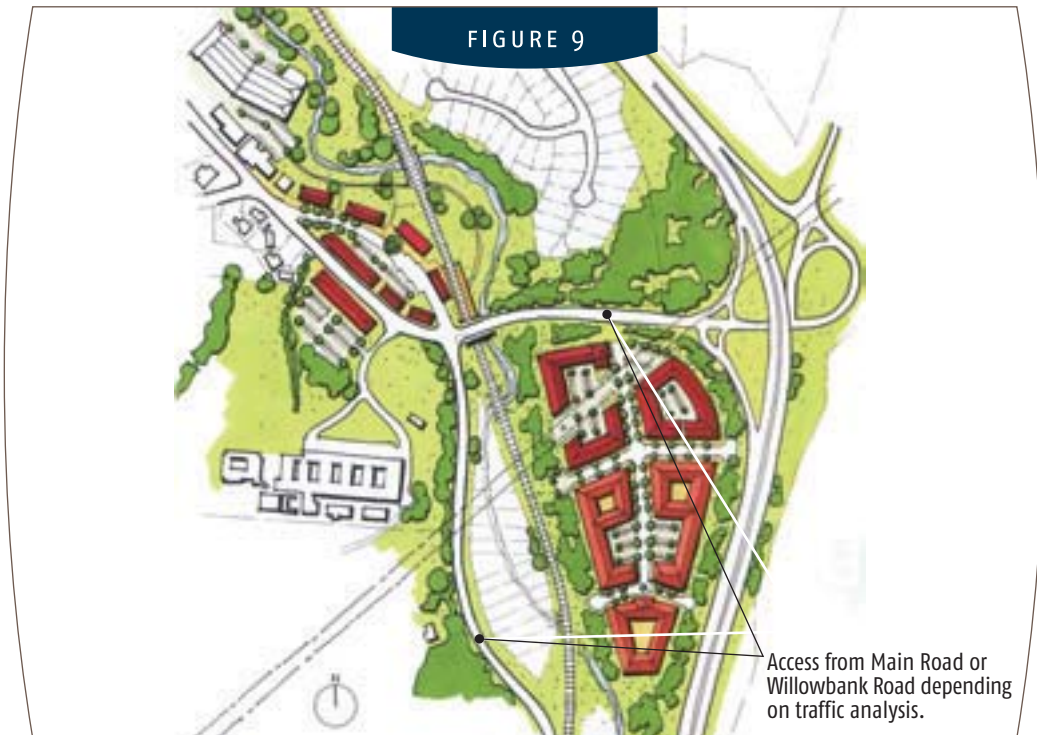 FIGURE 9
Access from Main Road or
Willowbank Road depending
on traffic analysis.
N